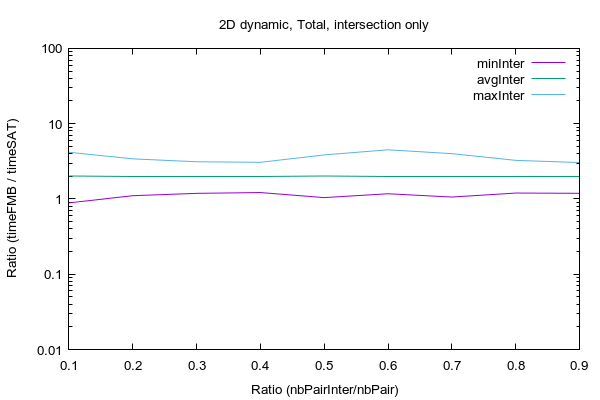 2D dynamic, Total, intersection only
100
10
1
0.1
0.01
Ratio (timeFMB / timeSAT)
minInter
avgInter
maxInter
0.1 0.2 0.3 0.4 0.5 0.6 0.7 0.8 0.9
Ratio (nbPairInter/nbPair)